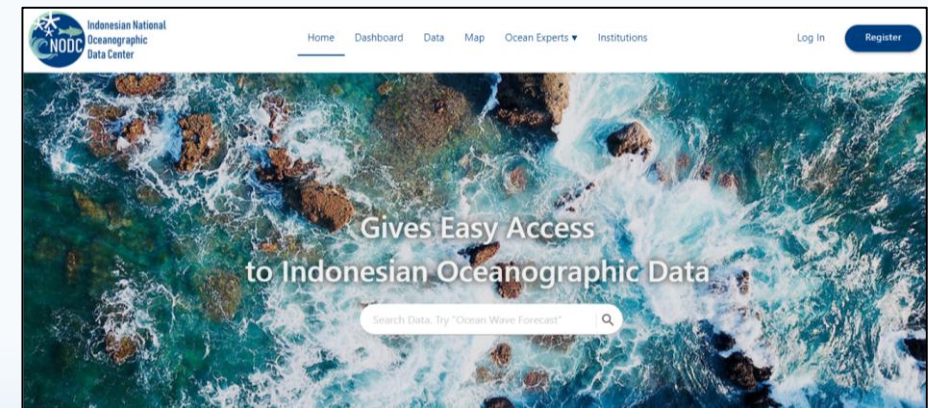 NODC
Indonesian National
Oceanographic
Data Center
Home Dashboard Data Map Ocean Experts ▼ Institutions Log In Register
Gives Easy Access
to Indonesian Oceanographic Data
Search Data, Try "Ocean Wave Forecast"